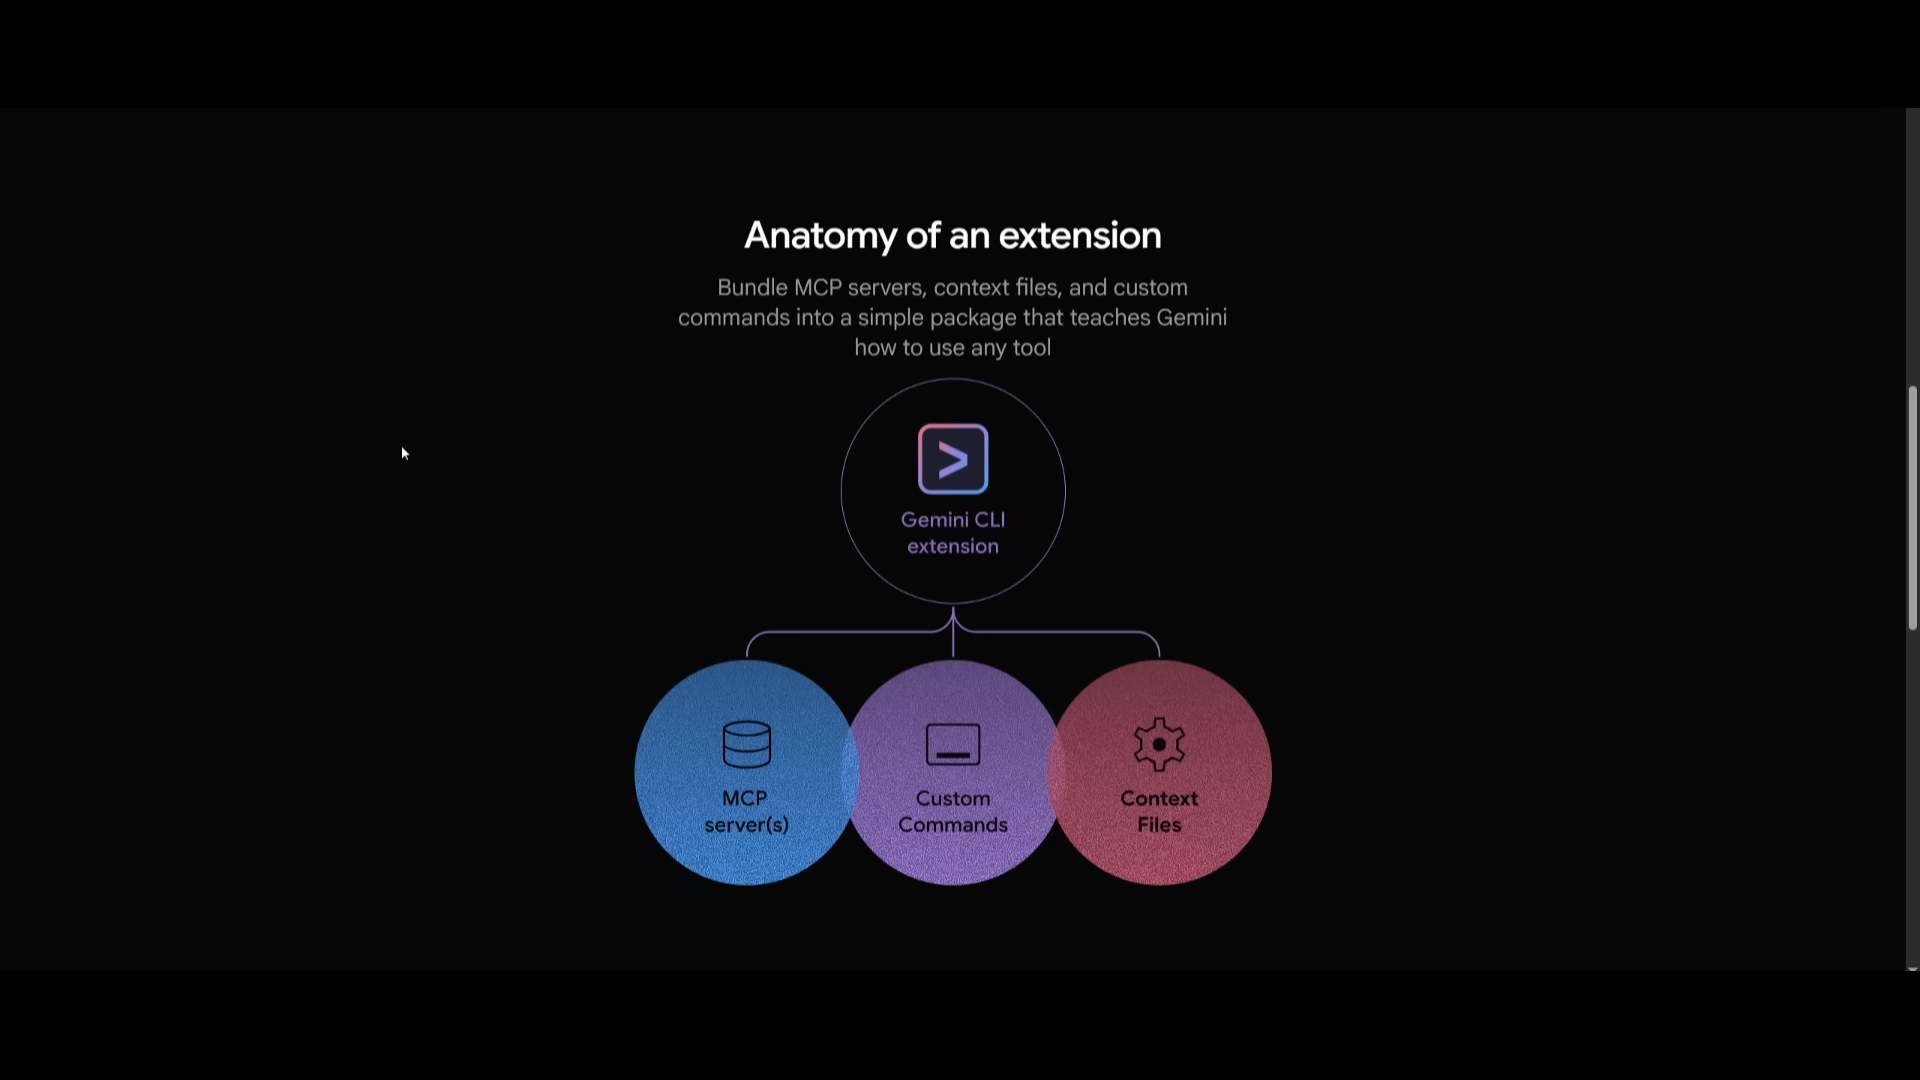 Anatomy of an extension
Bundle MCP servers, context files, and custom
commands into a simple package that teaches Gemini
how to use any tool
Gemini CLI
extension
MCP
server(s)
Custom
Commands
Context
Files